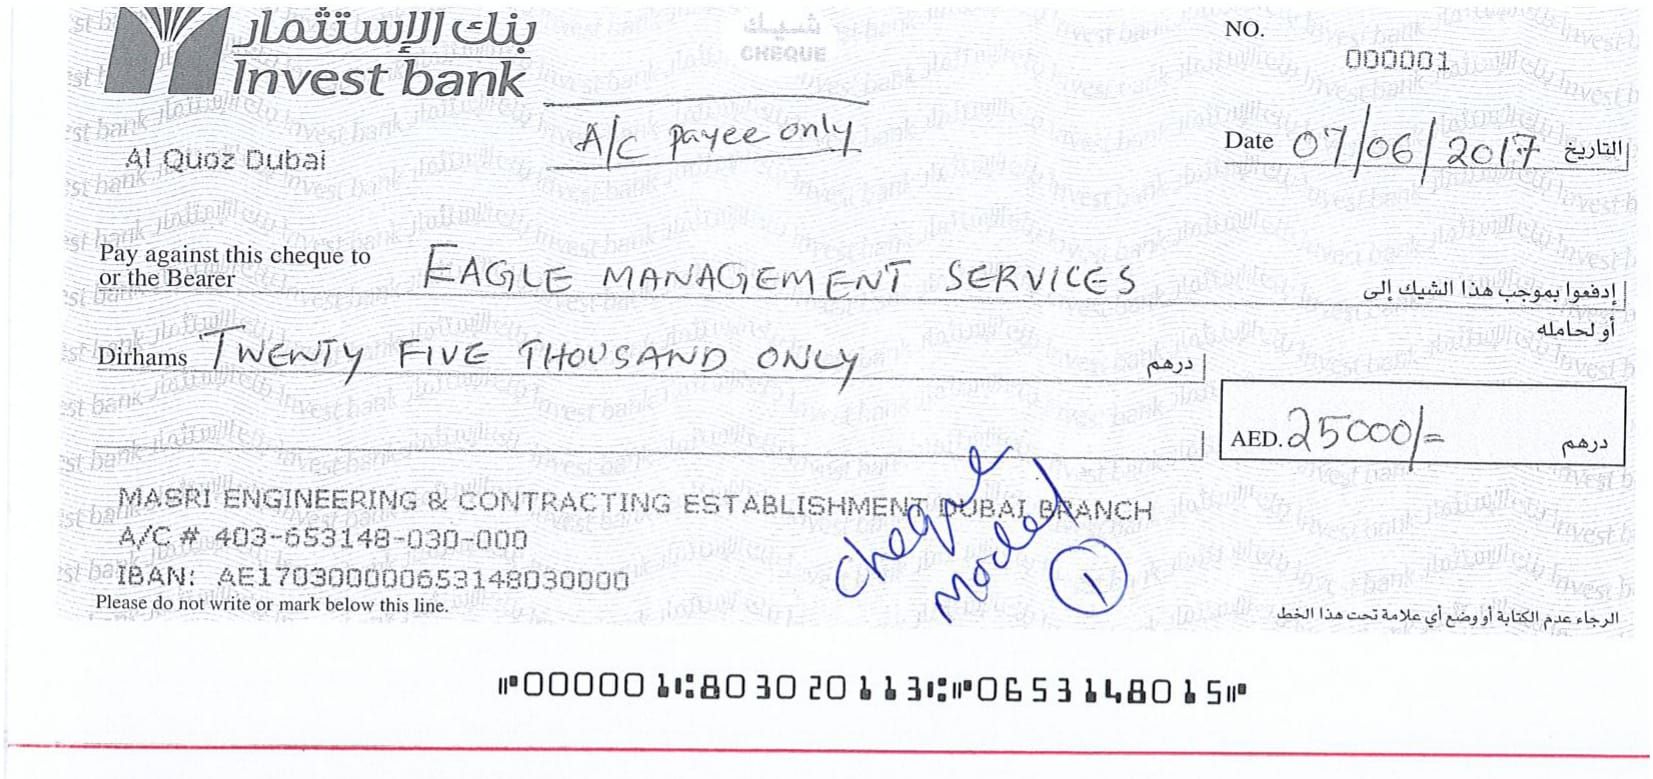 بنك الإستثمار
Invest bank
شيك
CHEQUE
NO.
000001
Al Quoz Dubai
A/C payee only
Date 07/06/2017 التاريخ
Pay against this cheque to
or the Bearer
EAGLE MANAGEMENT SERVICES
إدفعوا بموجب هذا الشيك إلى
أو لحامله
Dirhams TWENTY FIVE THOUSAND ONLY درهم
AED. 25000/= درهم
MASRI ENGINEERING & CONTRACTING ESTABLISHMENT DUBAI BRANCH
A/C # 403-653148-030-000
IBAN: AE170300000653148030000
Cheque
model
1
Please do not write or mark below this line.
الرجاء عدم الكتابة أو وضع أي علامة تحت هذا الخط
⑈000001⑆803020113⑆⑈0653148015⑈